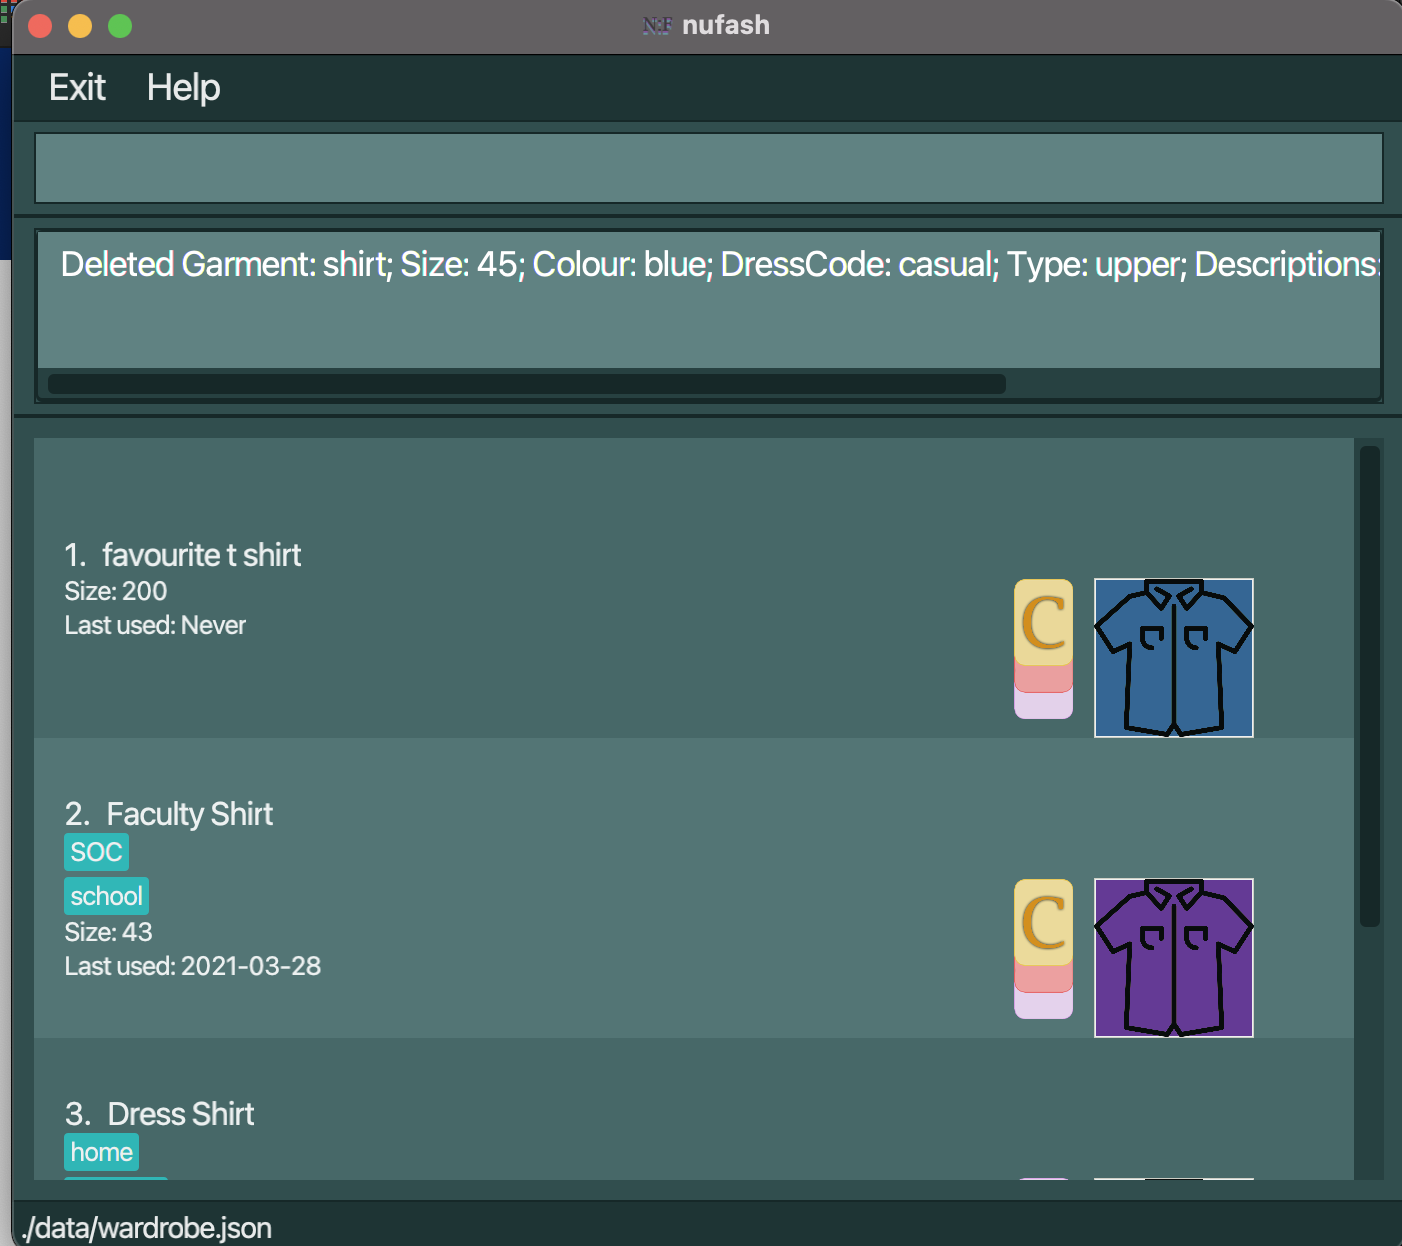 N:F nufash
Exit Help
Deleted Garment: shirt; Size: 45; Colour: blue; DressCode: casual; Type: upper; Descriptions:
1. favourite t shirt
Size: 200
Last used: Never
C
2. Faculty Shirt
SOC
school
Size: 43
Last used: 2021-03-28
C
3. Dress Shirt
home
./data/wardrobe.json